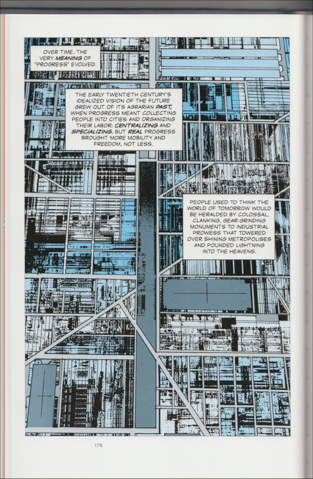 OVER TIME, THE
VERY MEANING OF
"PROGRESS" EVOLVED.
THE EARLY TWENTIETH CENTURY'S
IDEALIZED VISION OF THE FUTURE
GREW OUT OF ITS AGRARIAN PAST,
WHEN PROGRESS MEANT COLLECTING
PEOPLE INTO CITIES AND ORGANIZING
THEIR LABOR: CENTRALIZING AND
SPECIALIZING. BUT REAL PROGRESS
BROUGHT MORE MOBILITY AND
FREEDOM, NOT LESS.
PEOPLE USED TO THINK THE
WORLD OF TOMORROW WOULD
BE HERALDED BY COLOSSAL,
CLANKING, GEAR-GRINDING
MONUMENTS TO INDUSTRIAL
PROWESS THAT TOWERED
OVER SHINING METROPOLISES
AND POUNDED LIGHTNING
INTO THE HEAVENS.